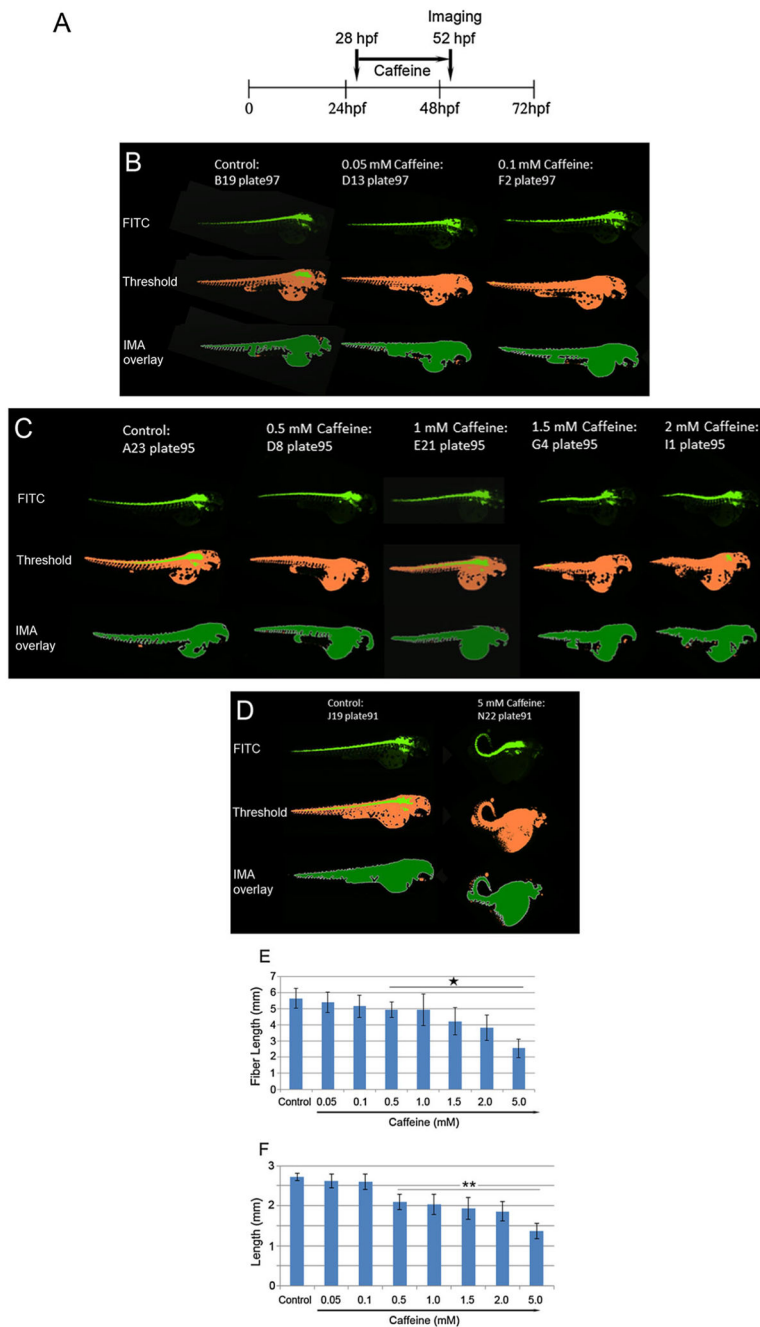 A
Imaging
28 hpf 52 hpf
Caffeine
0 24hpf 48hpf 72hpf
B
Control: 0.05 mM Caffeine: 0.1 mM Caffeine:
B19 plate97 D13 plate97 F2 plate97
FITC
Threshold
IMA
overlay
C
Control: 0.5 mM Caffeine: 1 mM Caffeine: 1.5 mM Caffeine: 2 mM Caffeine:
A23 plate95 D8 plate95 E21 plate95 G4 plate95 I1 plate95
FITC
Threshold
IMA
overlay
D
Control: 5 mM Caffeine:
J19 plate91 N22 plate91
FITC
Threshold
IMA
overlay
E
Fiber Length (mm)
7
6
5
4
3
2
1
0
★
Control 0.05 0.1 0.5 1.0 1.5 2.0 5.0
Caffeine (mM)
F
Length (mm)
3
2
1
0
**
Control 0.05 0.1 0.5 1.0 1.5 2.0 5.0
Caffeine (mM)